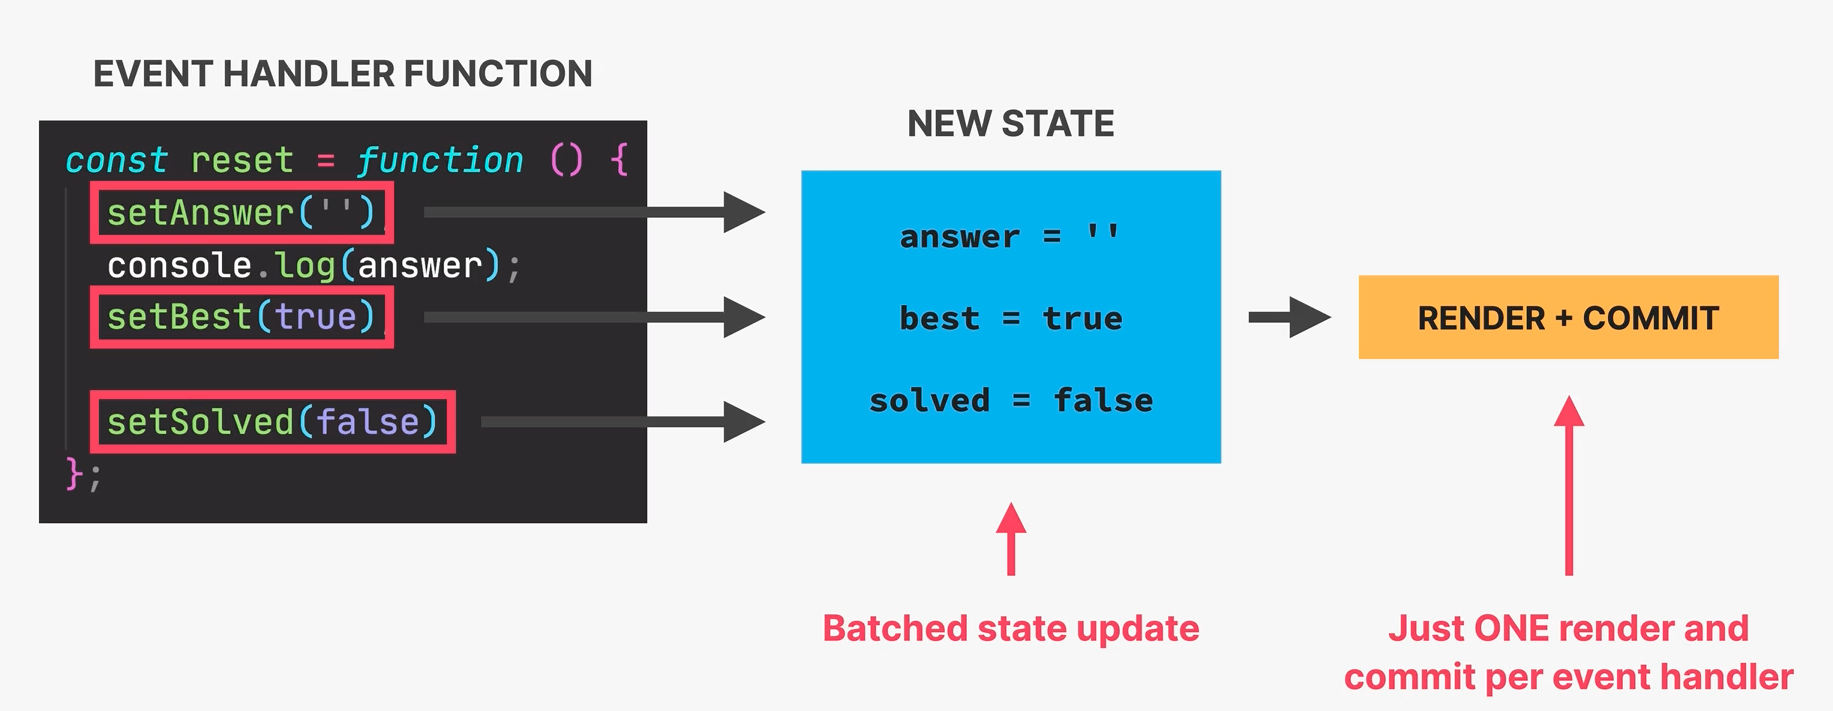 EVENT HANDLER FUNCTION
const reset = function () {
setAnswer('')
console.log(answer);
setBest(true)
setSolved(false)
};
NEW STATE
answer = ''
best = true
solved = false
RENDER + COMMIT
Batched state update
Just ONE render and
commit per event handler